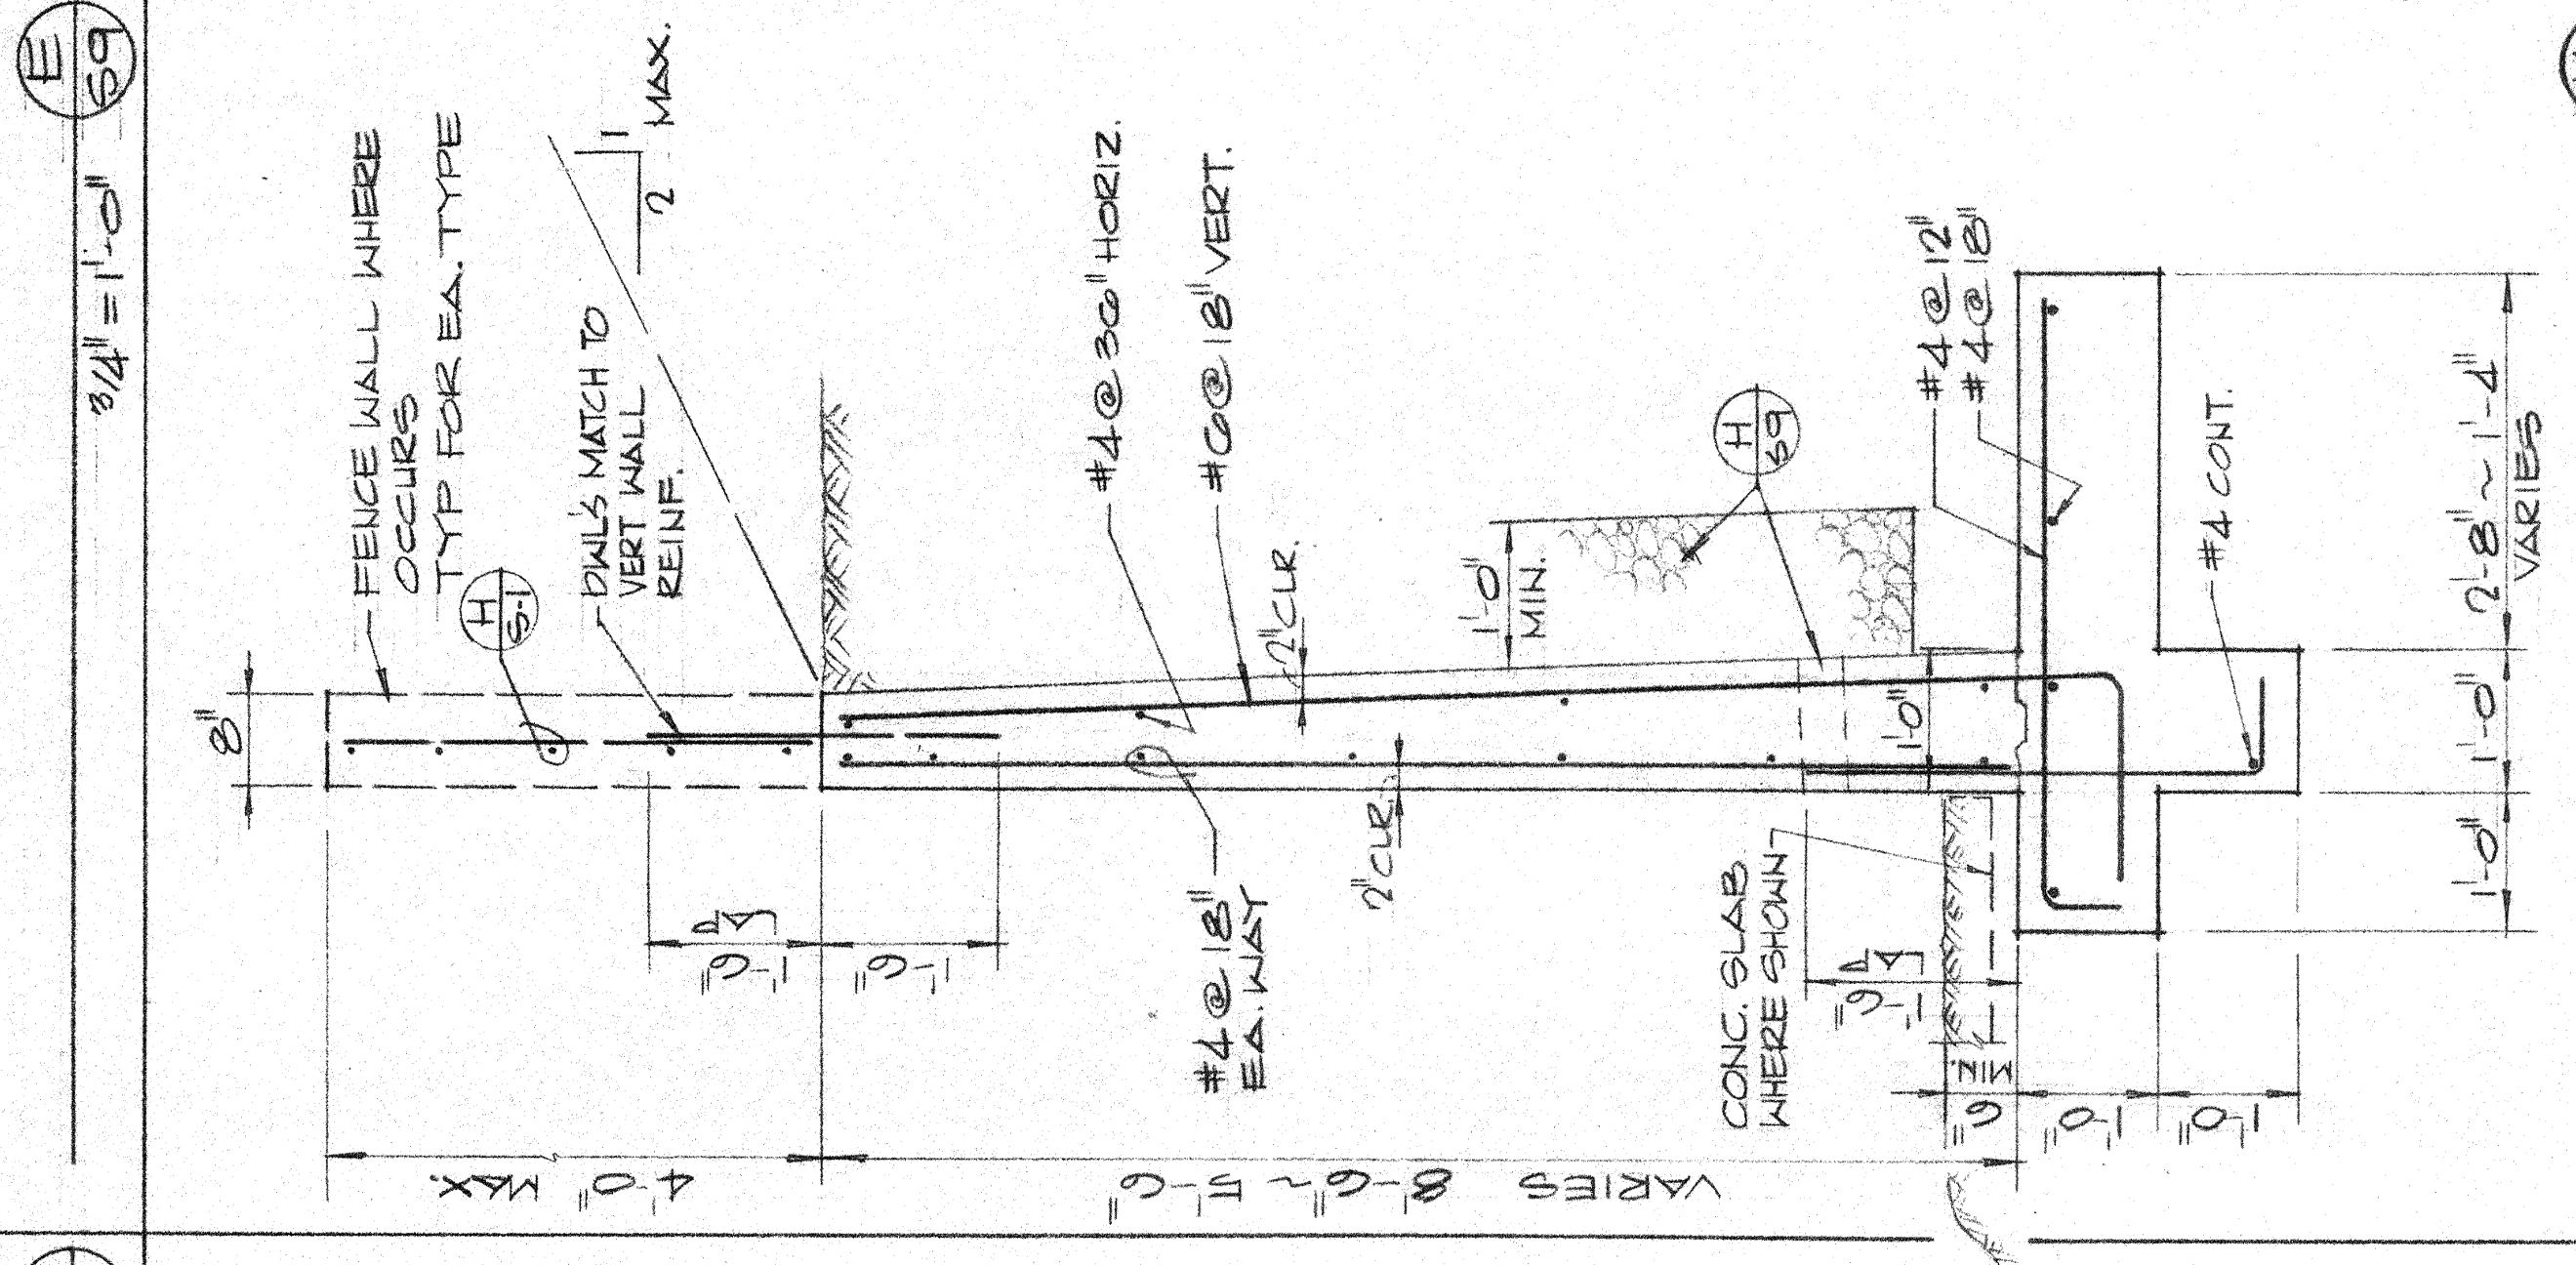 E
S9
3/4" = 1'-0"
FENCE WALL WHERE
OCCURS
TYP FOR EA. TYPE
H
S-1
DWL'S MATCH TO
VERT WALL
REINF.
1
2 MAX.
8"
#4@36" HORIZ.
#6@18" VERT.
2" CLR.
2" CLR.
1'-0"
MIN.
H
S9
#4@12"
#4@18"
1'-0"
#4 CONT.
#4@18"
EA. WAY
CONC. SLAB
WHERE SHOWN
1'-6"
1'-6"
1'-6"
4'-0" MAX.
VARIES 8'-6" ~ 5'-6"
6"
MIN.
1'-0"
1'-0"
1'-0"
1'-0"
2'-8" ~ 1'-4"
VARIES